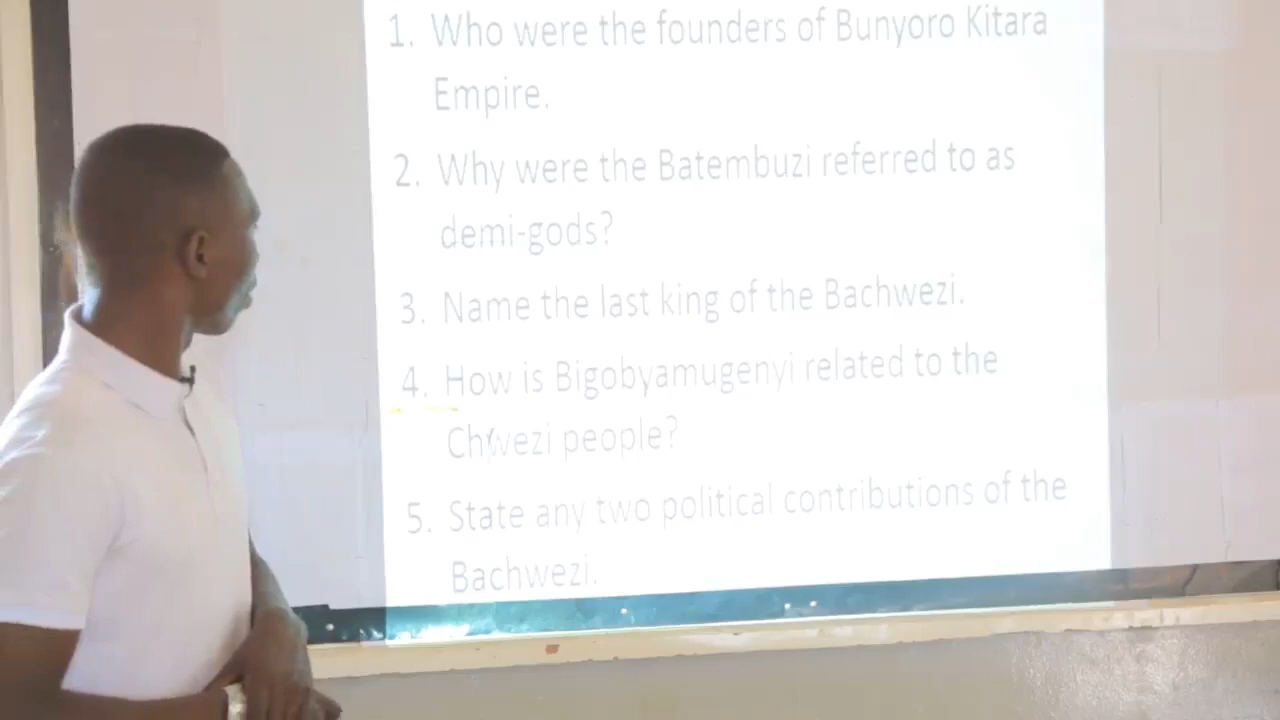 1. Who were the founders of Bunyoro Kitara
Empire.
2. Why were the Batembuzi referred to as
demi-gods?
3. Name the last king of the Bachwezi.
4. How is Bigobyamugenyi related to the
Chwezi people?
5. State any two political contributions of the
Bachwezi.